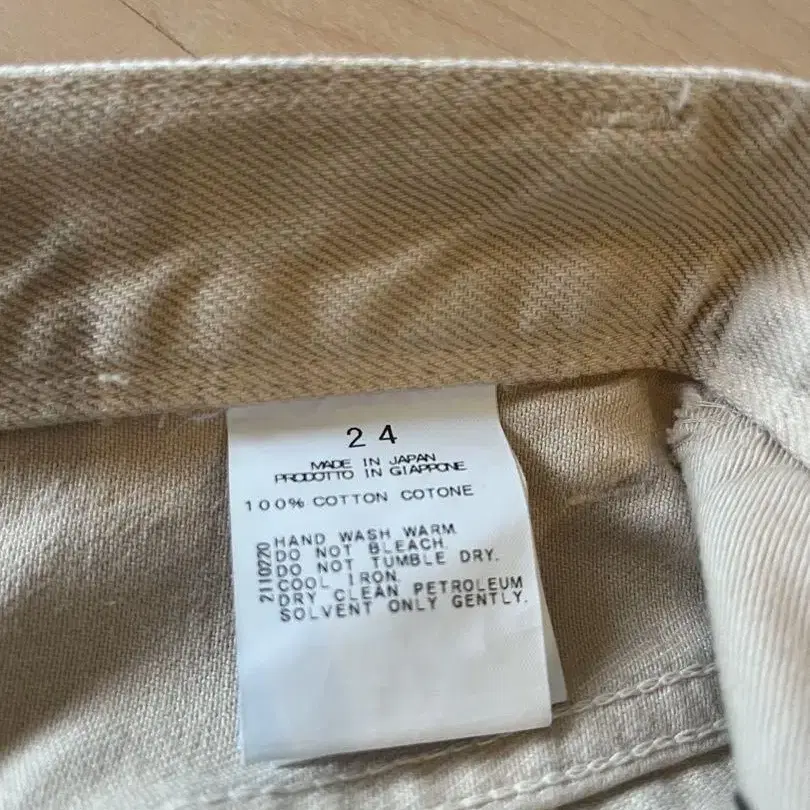 24
MADE IN JAPAN
PRODOTTO IN GIAPPONE
100% COTTON COTONE
HAND WASH WARM
DO NOT BLEACH.
DO NOT TUMBLE DRY.
COOL IRON.
DRY CLEAN PETROLEUM
SOLVENT ONLY GENTLY.
2110220